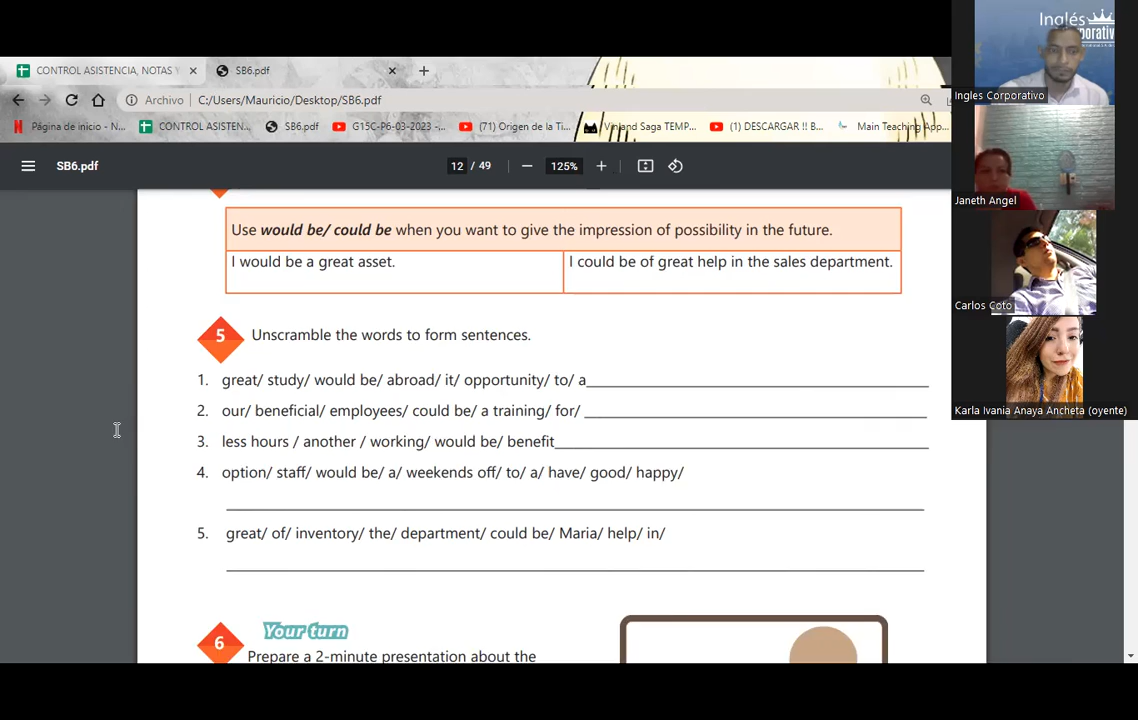 CONTROL ASISTENCIA, NOTAS Y
SB6.pdf
Archivo
C:/Users/Mauricio/Desktop/SB6.pdf
Página de inicio - N...
CONTROL ASISTEN...
SB6.pdf
G15C-P6-03-2023 -...
(71) Origen de la Ti...
Vinland Saga TEMP...
(1) DESCARGAR !! B...
Main Teaching App...
SB6.pdf
12 / 49
125%
Use would be/ could be when you want to give the impression of possibility in the future.
I would be a great asset.
I could be of great help in the sales department.
5 Unscramble the words to form sentences.
1. great/ study/ would be/ abroad/ it/ opportunity/ to/ a
2. our/ beneficial/ employees/ could be/ a training/ for/
3. less hours / another / working/ would be/ benefit
4. option/ staff/ would be/ a/ weekends off/ to/ a/ have/ good/ happy/
5. great/ of/ inventory/ the/ department/ could be/ Maria/ help/ in/
6 Your turn
Prepare a 2-minute presentation about the
Inglés
Ingles Corporativo
Janeth Angel
Carlos Coto
Karla Ivania Anaya Ancheta (oyente)